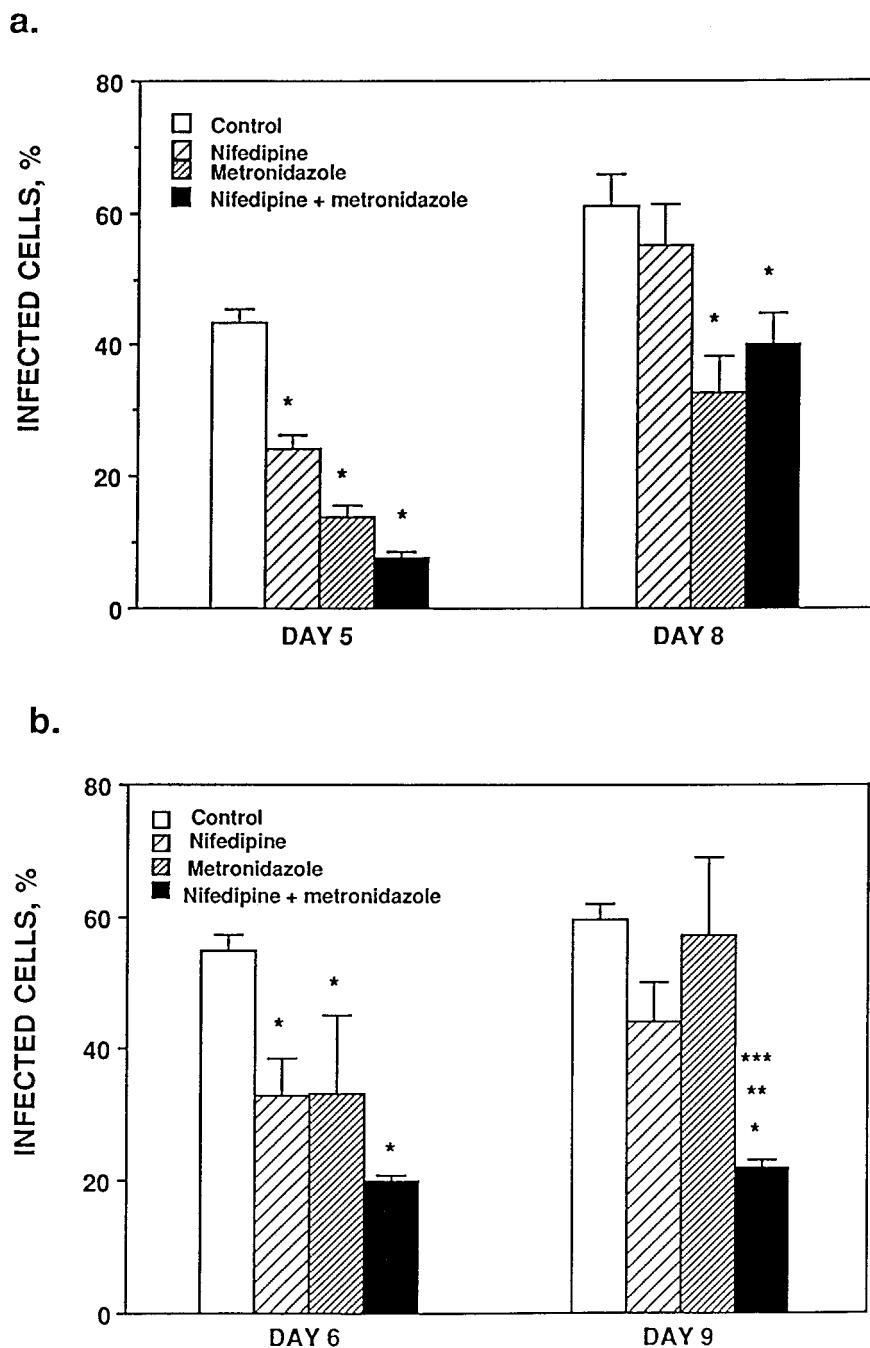 a.
INFECTED CELLS, %
80
60
40
20
0
Control
Nifedipine
Metronidazole
Nifedipine + metronidazole
*
*
*
*
*
DAY 5
DAY 8
b.
INFECTED CELLS, %
80
60
40
20
0
Control
Nifedipine
Metronidazole
Nifedipine + metronidazole
*
*
*
***
**
*
DAY 6
DAY 9